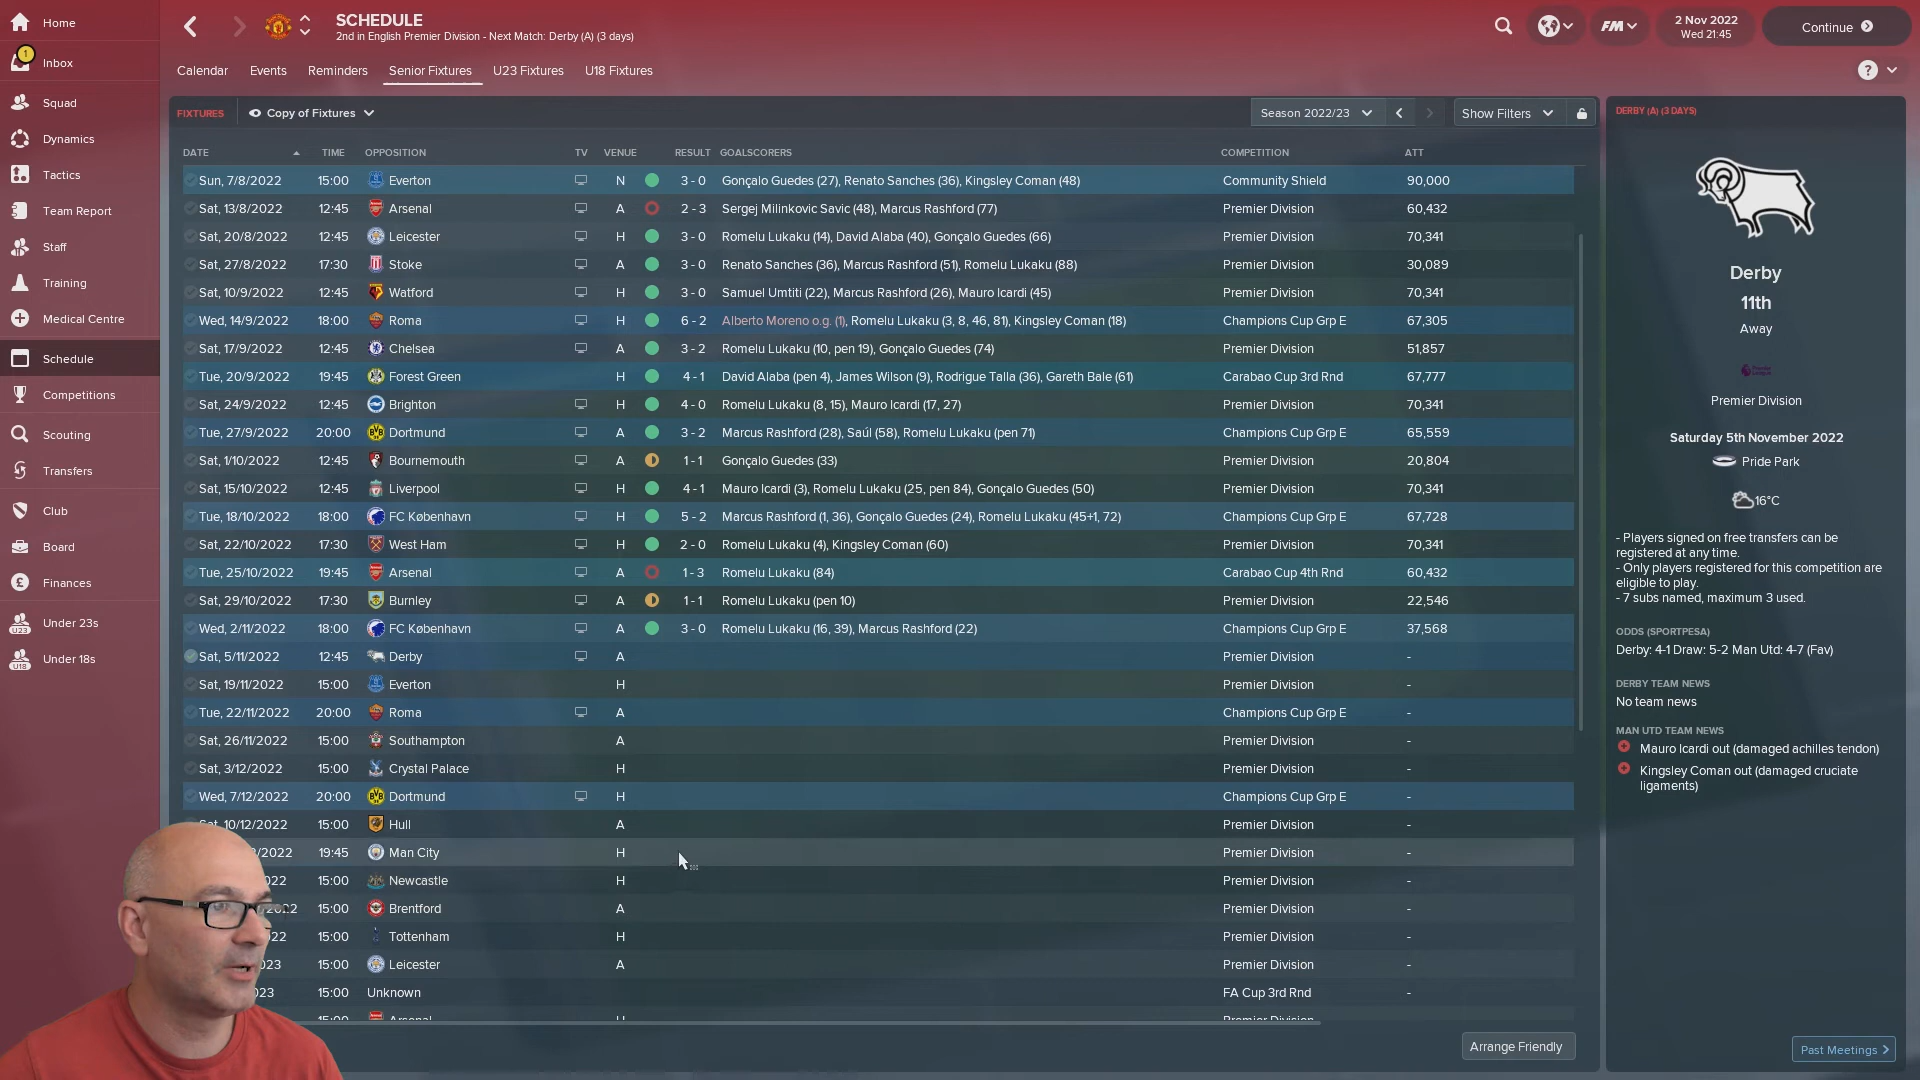 Home
Inbox
1
Squad
Dynamics
Tactics
Team Report
Staff
Training
Medical Centre
Schedule
Competitions
Scouting
Transfers
Club
Board
Finances
Under 23s
U23
Under 18s
U18
SCHEDULE
2nd in English Premier Division - Next Match: Derby (A) (3 days)
FM
2 Nov 2022
Wed 21:45
Continue
Calendar Events Reminders Senior Fixtures U23 Fixtures U18 Fixtures
?
FIXTURES Copy of Fixtures Season 2022/23 Show Filters
DATE TIME OPPOSITION TV VENUE RESULT GOALSCORERS COMPETITION ATT
Sun, 7/8/2022 15:00 Everton N 3 - 0 Gonçalo Guedes (27), Renato Sanches (36), Kingsley Coman (48) Community Shield 90,000
Sat, 13/8/2022 12:45 Arsenal A 2 - 3 Sergej Milinkovic Savic (48), Marcus Rashford (77) Premier Division 60,432
Sat, 20/8/2022 12:45 Leicester H 3 - 0 Romelu Lukaku (14), David Alaba (40), Gonçalo Guedes (66) Premier Division 70,341
Sat, 27/8/2022 17:30 Stoke A 3 - 0 Renato Sanches (36), Marcus Rashford (51), Romelu Lukaku (88) Premier Division 30,089
Sat, 10/9/2022 12:45 Watford H 3 - 0 Samuel Umtiti (22), Marcus Rashford (26), Mauro Icardi (45) Premier Division 70,341
Wed, 14/9/2022 18:00 Roma H 6 - 2 Alberto Moreno o.g. (1), Romelu Lukaku (3, 8, 46, 81), Kingsley Coman (18) Champions Cup Grp E 67,305
Sat, 17/9/2022 12:45 Chelsea A 3 - 2 Romelu Lukaku (10, pen 19), Gonçalo Guedes (74) Premier Division 51,857
Tue, 20/9/2022 19:45 Forest Green H 4 - 1 David Alaba (pen 4), James Wilson (9), Rodrigue Talla (36), Gareth Bale (61) Carabao Cup 3rd Rnd 67,777
Sat, 24/9/2022 12:45 Brighton H 4 - 0 Romelu Lukaku (8, 15), Mauro Icardi (17, 27) Premier Division 70,341
Tue, 27/9/2022 20:00 Dortmund A 3 - 2 Marcus Rashford (28), Saúl (58), Romelu Lukaku (pen 71) Champions Cup Grp E 65,559
Sat, 1/10/2022 12:45 Bournemouth A 1 - 1 Gonçalo Guedes (33) Premier Division 20,804
Sat, 15/10/2022 12:45 Liverpool H 4 - 1 Mauro Icardi (3), Romelu Lukaku (25, pen 84), Gonçalo Guedes (50) Premier Division 70,341
Tue, 18/10/2022 18:00 FC København H 5 - 2 Marcus Rashford (1, 36), Gonçalo Guedes (24), Romelu Lukaku (45+1, 72) Champions Cup Grp E 67,728
Sat, 22/10/2022 17:30 West Ham H 2 - 0 Romelu Lukaku (4), Kingsley Coman (60) Premier Division 70,341
Tue, 25/10/2022 19:45 Arsenal A 1 - 3 Romelu Lukaku (84) Carabao Cup 4th Rnd 60,432
Sat, 29/10/2022 17:30 Burnley A 1 - 1 Romelu Lukaku (pen 10) Premier Division 22,546
Wed, 2/11/2022 18:00 FC København A 3 - 0 Romelu Lukaku (16, 39), Marcus Rashford (22) Champions Cup Grp E 37,568
Sat, 5/11/2022 12:45 Derby A Premier Division -
Sat, 19/11/2022 15:00 Everton H Premier Division -
Tue, 22/11/2022 20:00 Roma A Champions Cup Grp E -
Sat, 26/11/2022 15:00 Southampton A Premier Division -
Sat, 3/12/2022 15:00 Crystal Palace H Premier Division -
Wed, 7/12/2022 20:00 Dortmund H Champions Cup Grp E -
Sat, 10/12/2022 15:00 Hull A Premier Division -
/2022 19:45 Man City H Premier Division -
022 15:00 Newcastle H Premier Division -
2022 15:00 Brentford A Premier Division -
22 15:00 Tottenham H Premier Division -
023 15:00 Leicester A Premier Division -
023 15:00 Unknown FA Cup 3rd Rnd -
15:00 Arsenal H Premier Division
Arrange Friendly
DERBY (A) (3 DAYS)
Derby
11th
Away
Premier Division
Saturday 5th November 2022
Pride Park
16°C
- Players signed on free transfers can be
registered at any time.
- Only players registered for this competition are
eligible to play.
- 7 subs named, maximum 3 used.
ODDS (SPORTPESA)
Derby: 4-1 Draw: 5-2 Man Utd: 4-7 (Fav)
DERBY TEAM NEWS
No team news
MAN UTD TEAM NEWS
Mauro Icardi out (damaged achilles tendon)
Kingsley Coman out (damaged cruciate
ligaments)
Past Meetings